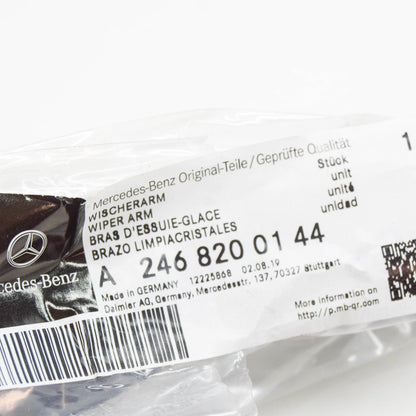 Mercedes-Benz Original-Teile/Geprüfte Qualität
WISCHERARM
WIPER ARM
BRAS D'ESSUIE-GLACE
BRAZO LIMPIACRISTALES
1
Stück
unit
unité
unidad
A 246 820 01 44
Made in GERMANY 12225868 02.08.19
Daimler AG, Germany, Mercedesstr. 137, 70327 Stuttgart
More information on
http://p.mb-qr.com/
cedes-Benz